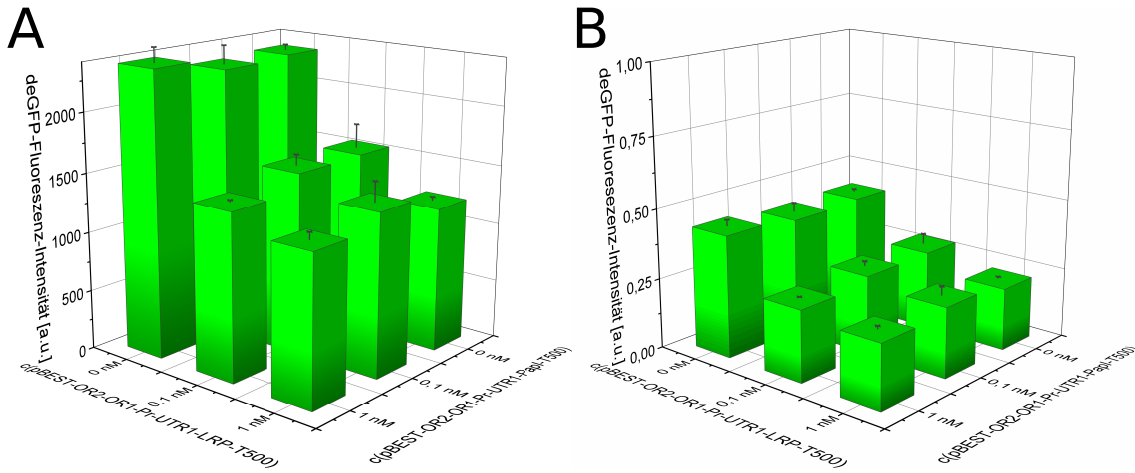 A
deGFP-Fluoreszenz-Intensität [a.u.]
2000
1500
1000
500
0
0 nM
0.1 nM
1 nM
c(pBEST-OR2-OR1-Pr-UTR1-LRP-T500)
0 nM
0.1 nM
1 nM
c(pBEST-OR2-OR1-Pr-UTR1-PapI-T500)
B
deGFP-Fluoresezenz-Intensität [a.u.]
1,00
0,75
0,50
0,25
0,00
0 nM
0,1 nM
1 nM
c(pBEST-OR2-OR1-Pr-UTR1-LRP-T500)
0 nM
0,1 nM
1 nM
c(pBEST-OR2-OR1-Pr-UTR1-PapI-T500)